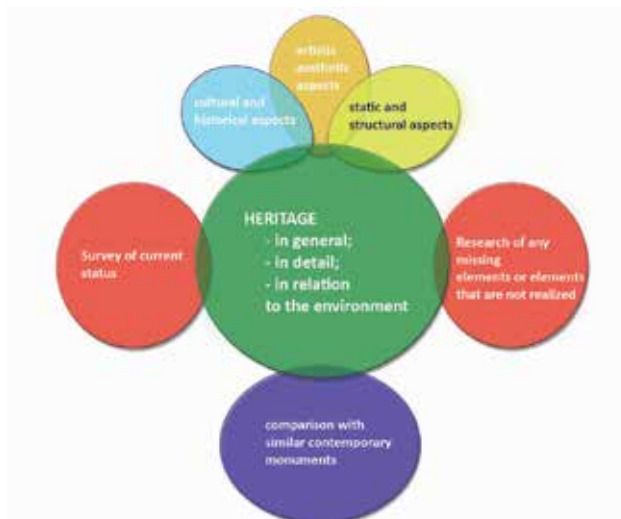 artistic
-aesthetic
aspects
cultural and
historical aspects
static and
structural aspects
HERITAGE
- in general;
- in detail;
- in relation
to the environment
Survey of current
status
Research of any
missing
elements or elements
that are not realized
comparison with
similar contemporary
monuments